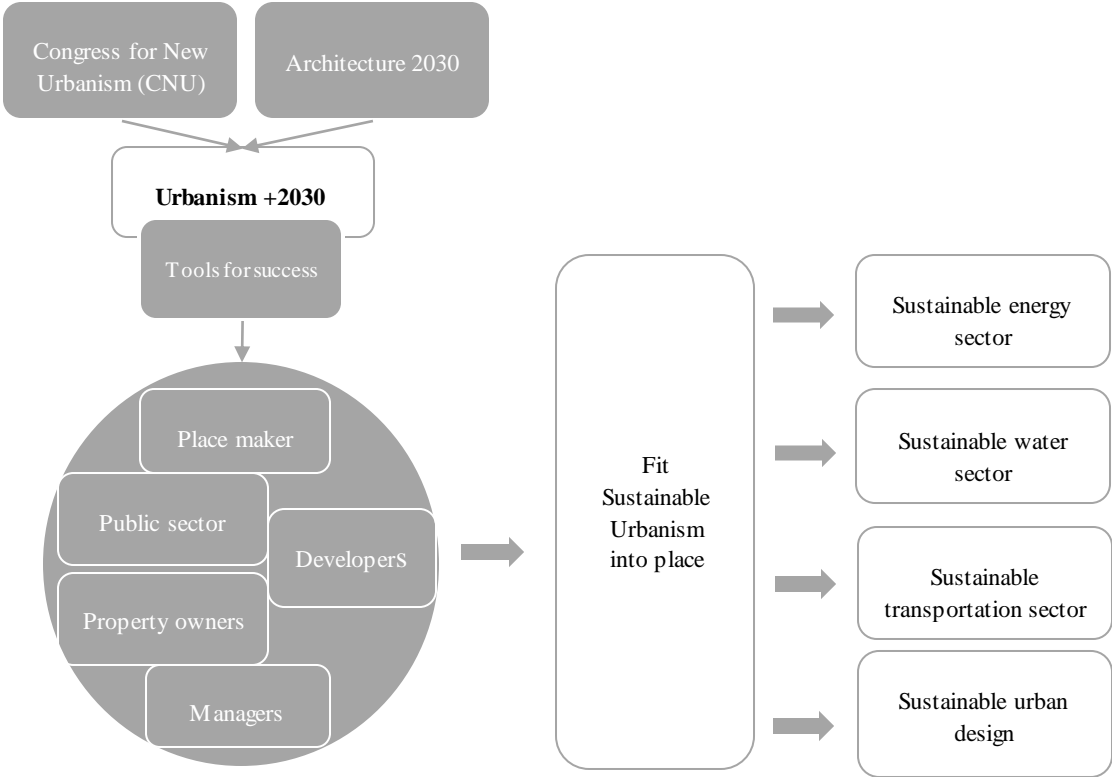 Congress for New
Urbanism (CNU)
Architecture 2030
Urbanism +2030
Tools for success
Place maker
Public sector
Developers
Property owners
Managers
Fit
Sustainable
Urbanism
into place
Sustainable energy
sector
Sustainable water
sector
Sustainable
transportation sector
Sustainable urban
design